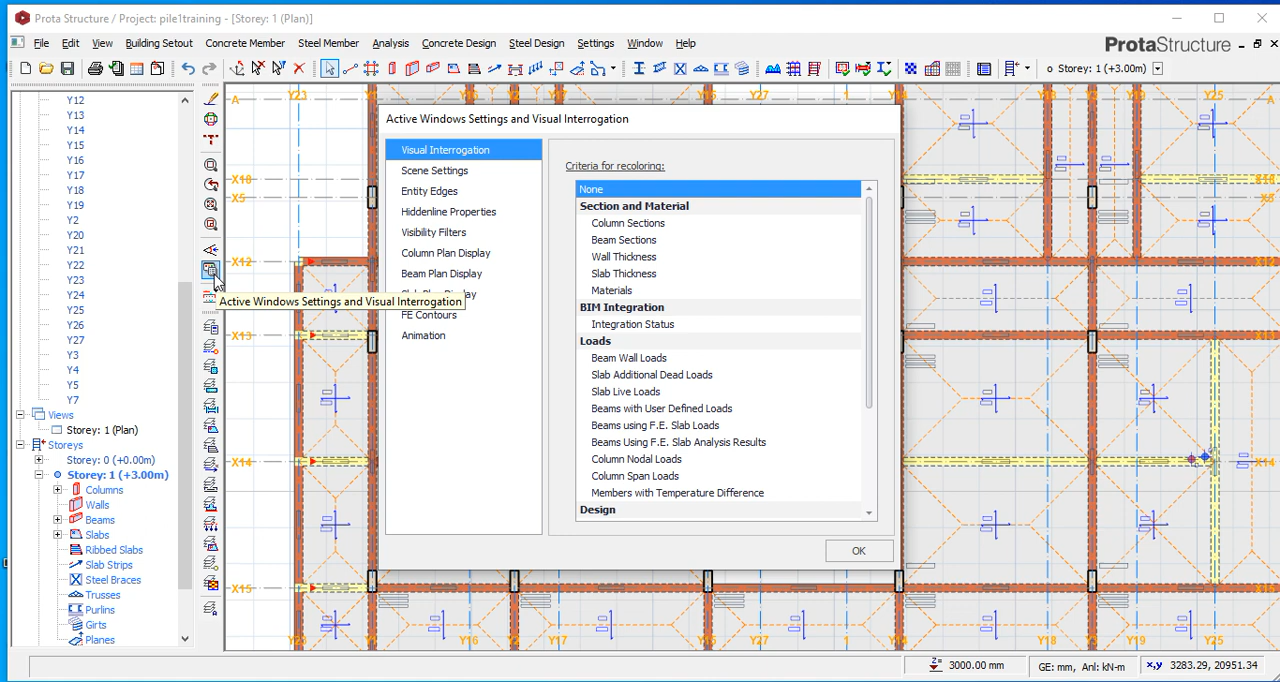 Prota Structure / Project: pile1training - [Storey: 1 (Plan)]
File Edit View Building Setout Concrete Member Steel Member Analysis Concrete Design Steel Design Settings Window Help
ProtaStructure
Storey: 1 (+3.00m)
Y12
Y13
Y14
Y15
Y16
Y17
Y18
Y19
Y2
Y20
Y21
Y22
Y23
Y24
Y25
Y26
Y27
Y3
Y4
Y5
Y7
Views
Storey: 1 (Plan)
Storeys
Storey: 0 (+0.00m)
Storey: 1 (+3.00m)
Columns
Walls
Beams
Slabs
Ribbed Slabs
Slab Strips
Steel Braces
Trusses
Purlins
Girts
Planes
A
Y23
Y27
1
Y25
A
X10
X5
X12
X13
X14
X15
X14
Active Windows Settings and Visual Interrogation
Visual Interrogation
Scene Settings
Entity Edges
Hiddenline Properties
Visibility Filters
Column Plan Display
Beam Plan Display
Active Windows Settings and Visual Interrogation
FE Contours
Animation
Criteria for recoloring:
None
Section and Material
Column Sections
Beam Sections
Wall Thickness
Slab Thickness
Materials
BIM Integration
Integration Status
Loads
Beam Wall Loads
Slab Additional Dead Loads
Slab Live Loads
Beams with User Defined Loads
Beams using F.E. Slab Loads
Beams Using F.E. Slab Analysis Results
Column Nodal Loads
Column Span Loads
Members with Temperature Difference
Design
OK
Y16
Y17
Y27
1
Y18
Y19
Y25
Z= 3000.00 mm
GE: mm, Anl: kN-m
x,y 3283.29, 20951.34